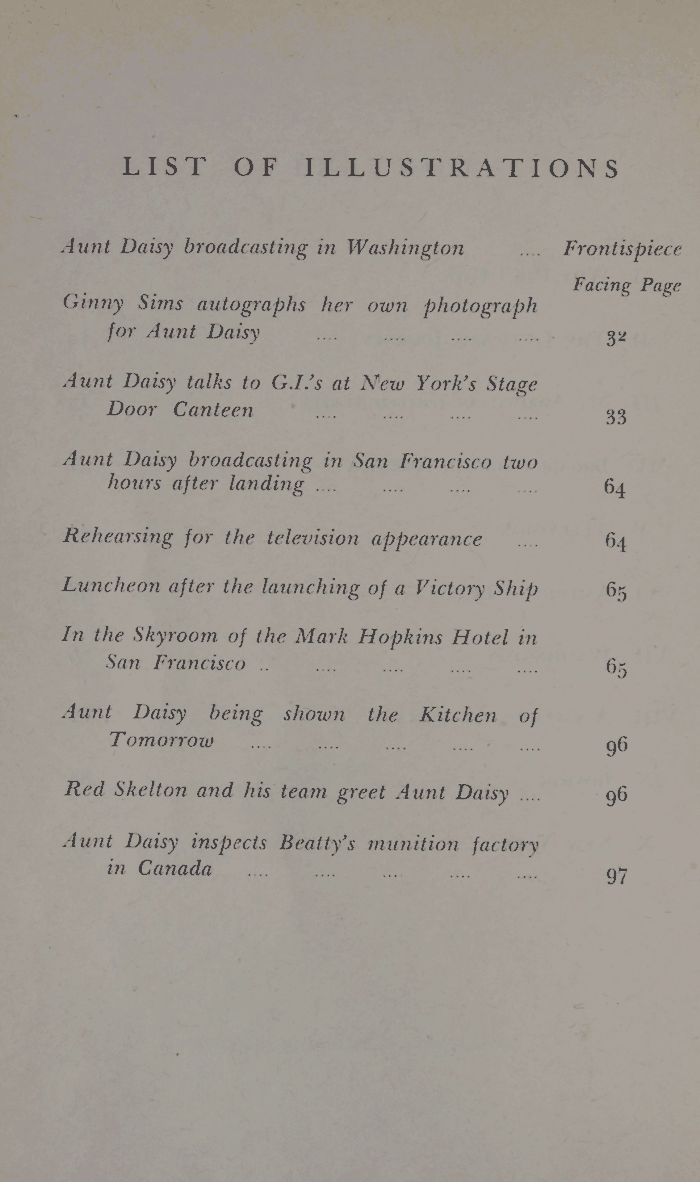 LIST OF ILLUSTRATIONS
Aunt Daisy broadcasting in Washington .... Frontispiece
Facing Page
Ginny Sims autographs her own photograph
for Aunt Daisy .... .... .... .... 32
Aunt Daisy talks to G.I.'s at New York's Stage
Door Canteen .... .... .... .... 33
Aunt Daisy broadcasting in San Francisco two
hours after landing .... .... .... .... 64
Rehearsing for the television appearance .... 64
Luncheon after the launching of a Victory Ship 65
In the Skyroom of the Mark Hopkins Hotel in
San Francisco .. .... .... .... .... 65
Aunt Daisy being shown the Kitchen of
Tomorrow .... .... .... .... .... 96
Red Skelton and his team greet Aunt Daisy .... 96
Aunt Daisy inspects Beatty's munition factory
in Canada .... .... .... .... .... 97